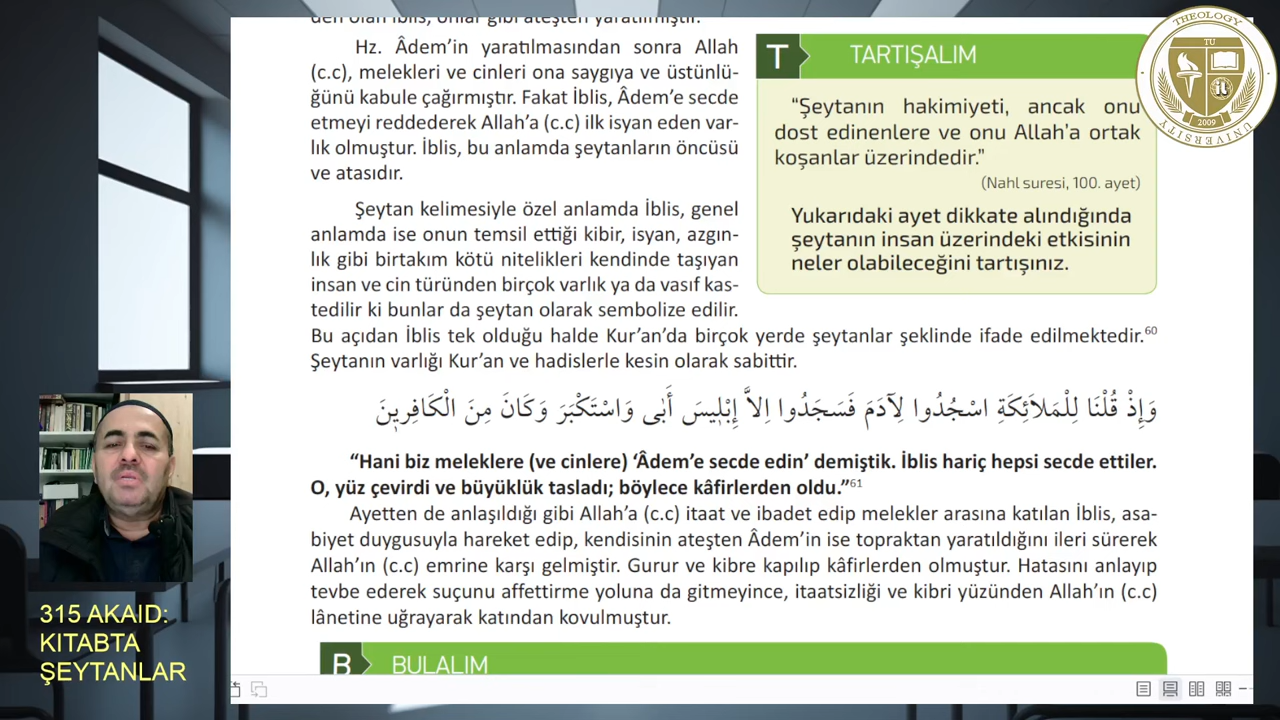 den olan İblis, onlar gibi ateşten yaratılmıştır.
Hz. Âdem'in yaratılmasından sonra Allah
(c.c), melekleri ve cinleri ona saygıya ve üstünlü-
ğünü kabule çağırmıştır. Fakat İblis, Âdem'e secde
etmeyi reddederek Allah'a (c.c) ilk isyan eden var-
lık olmuştur. İblis, bu anlamda şeytanların öncüsü
ve atasıdır.
Şeytan kelimesiyle özel anlamda İblis, genel
anlamda ise onun temsil ettiği kibir, isyan, azgın-
lık gibi birtakım kötü nitelikleri kendinde taşıyan
insan ve cin türünden birçok varlık ya da vasıf kas-
tedilir ki bunlar da şeytan olarak sembolize edilir.
Bu açıdan İblis tek olduğu halde Kur'an'da birçok yerde şeytanlar şeklinde ifade edilmektedir.60
Şeytanın varlığı Kur'an ve hadislerle kesin olarak sabittir.
T TARTIŞALIM
"Şeytanın hakimiyeti, ancak onu
dost edinenlere ve onu Allah'a ortak
koşanlar üzerindedir."
(Nahl suresi, 100. ayet)
Yukarıdaki ayet dikkate alındığında
şeytanın insan üzerindeki etkisinin
neler olabileceğini tartışınız.
THEOLOGY
TU
2009
UNIVERSITY
وَاِذْ قُلْنَا لِلْمَلاَئِكَةِ اسْجُدُوا لِآدَمَ فَسَجَدُوا اِلاَّ اِبْلِيسَ أَبٰى وَاسْتَكْبَرَ وَكَانَ مِنَ الْكَافِرِينَ
"Hani biz meleklere (ve cinlere) 'Âdem'e secde edin' demiştik. İblis hariç hepsi secde ettiler.
O, yüz çevirdi ve büyüklük tasladı; böylece kâfirlerden oldu."61
Ayetten de anlaşıldığı gibi Allah'a (c.c) itaat ve ibadet edip melekler arasına katılan İblis, asa-
biyet duygusuyla hareket edip, kendisinin ateşten Âdem'in ise topraktan yaratıldığını ileri sürerek
Allah'ın (c.c) emrine karşı gelmiştir. Gurur ve kibre kapılıp kâfirlerden olmuştur. Hatasını anlayıp
tevbe ederek suçunu affettirme yoluna da gitmeyince, itaatsizliği ve kibri yüzünden Allah'ın (c.c)
lânetine uğrayarak katından kovulmuştur.
B BULALIM
315 AKAID:
KITABTA
ŞEYTANLAR